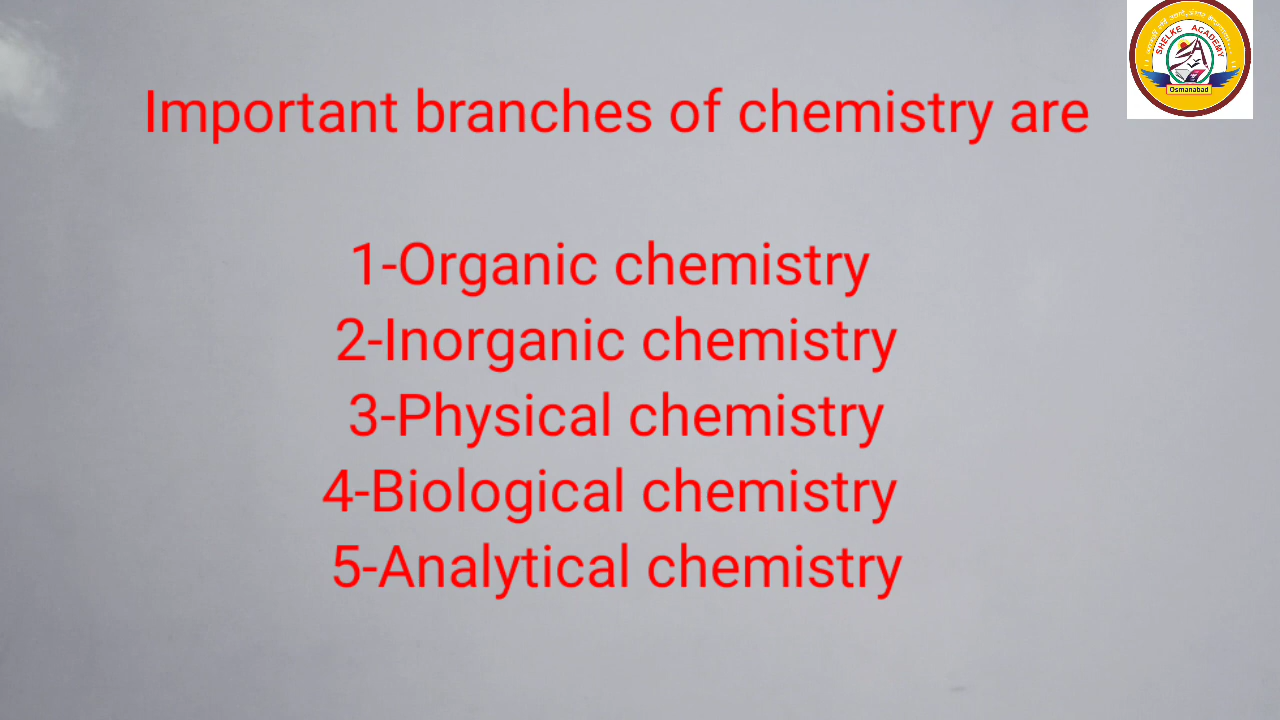 SHELKE ACADEMY
Osmanabad
Important branches of chemistry are
1-Organic chemistry
2-Inorganic chemistry
3-Physical chemistry
4-Biological chemistry
5-Analytical chemistry